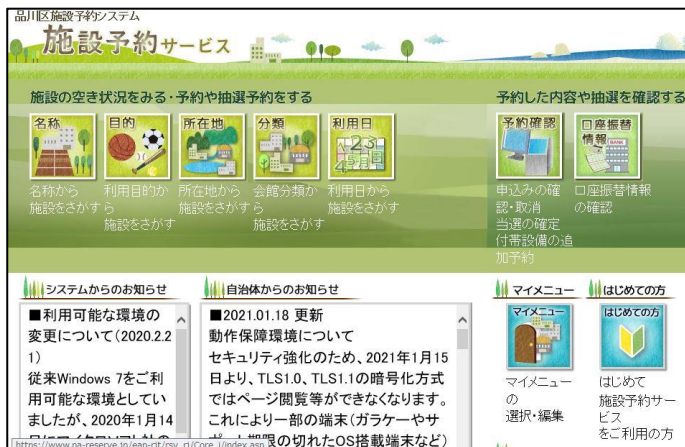 品川区施設予約システム
施設予約サービス
施設の空き状況をみる・予約や抽選予約をする
予約した内容や抽選を確認する
名称
目的
所在地
分類
利用日
予約確認
口座振替
情報
BANK
名称から
施設をさがす
利用目的か
ら
施設をさがす
所在地から
施設をさがす
会館分類か
ら
施設をさがす
利用日から
施設をさがす
申込みの確
認・取消
当選の確定
付帯設備の追
加予約
口座振替情報
の確認
システムからのお知らせ
■利用可能な環境の
変更について(2020.2.2
1)
従来Windows 7をご利
用可能な環境としてい
ましたが、2020年1月14
自治体からのお知らせ
■2021.01.18 更新
動作保障環境について
セキュリティ強化のため、2021年1月15
日より、TLS1.0、TLS1.1の暗号化方式
ではページ閲覧等ができなくなります。
これにより一部の端末(ガラケーやサ
ポート期限の切れたOS搭載端末など)
マイメニュー
マイメニュー
マイメニュー
の
選択・編集
はじめての方
はじめての方
はじめて
施設予約サー
ビス
をご利用の方